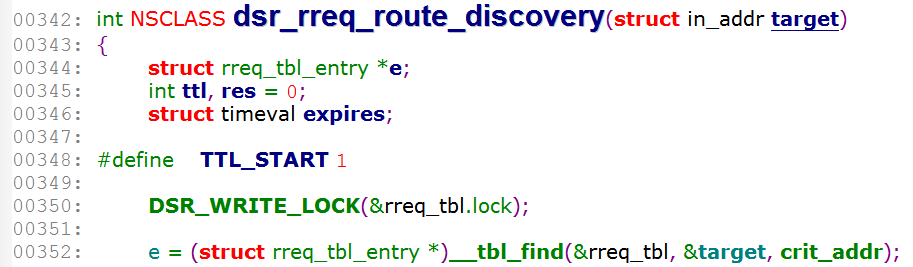 00342: int NSCLASS dsr_rreq_route_discovery(struct in_addr target)
00343: {
00344:     struct rreq_tbl_entry *e;
00345:     int ttl, res = 0;
00346:     struct timeval expires;
00347:
00348: #define   TTL_START 1
00349:
00350:     DSR_WRITE_LOCK(&rreq_tbl.lock);
00351:
00352:     e = (struct rreq_tbl_entry *)__tbl_find(&rreq_tbl, &target, crit_addr);